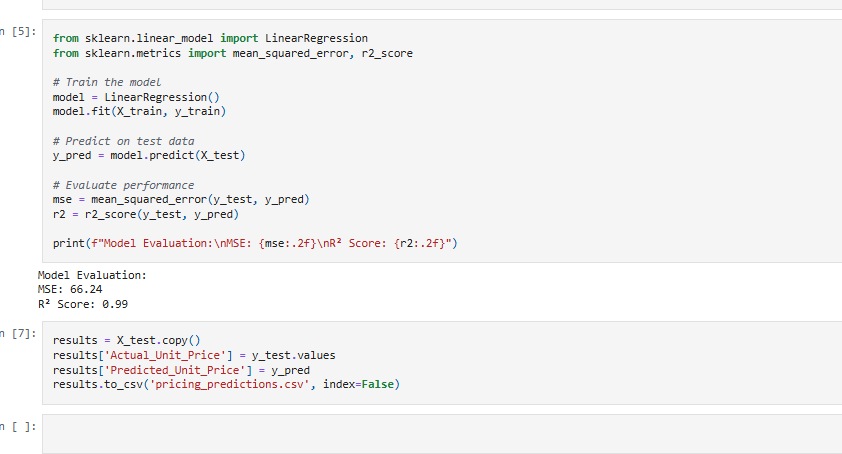 n [5]:
from sklearn.linear_model import LinearRegression
from sklearn.metrics import mean_squared_error, r2_score
# Train the model
model = LinearRegression()
model.fit(X_train, y_train)
# Predict on test data
y_pred = model.predict(X_test)
# Evaluate performance
mse = mean_squared_error(y_test, y_pred)
r2 = r2_score(y_test, y_pred)
print(f"Model Evaluation:\nMSE: {mse:.2f}\nR² Score: {r2:.2f}")
Model Evaluation:
MSE: 66.24
R² Score: 0.99
n [7]:
results = X_test.copy()
results['Actual_Unit_Price'] = y_test.values
results['Predicted_Unit_Price'] = y_pred
results.to_csv('pricing_predictions.csv', index=False)
n [ ]: